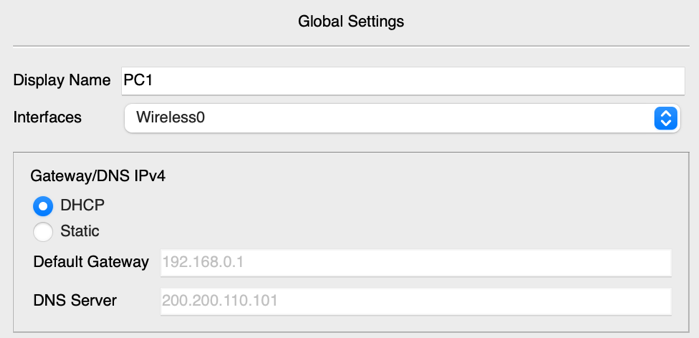 Global Settings
Display Name PC1
Interfaces Wireless0
Gateway/DNS IPv4
DHCP
Static
Default Gateway 192.168.0.1
DNS Server 200.200.110.101